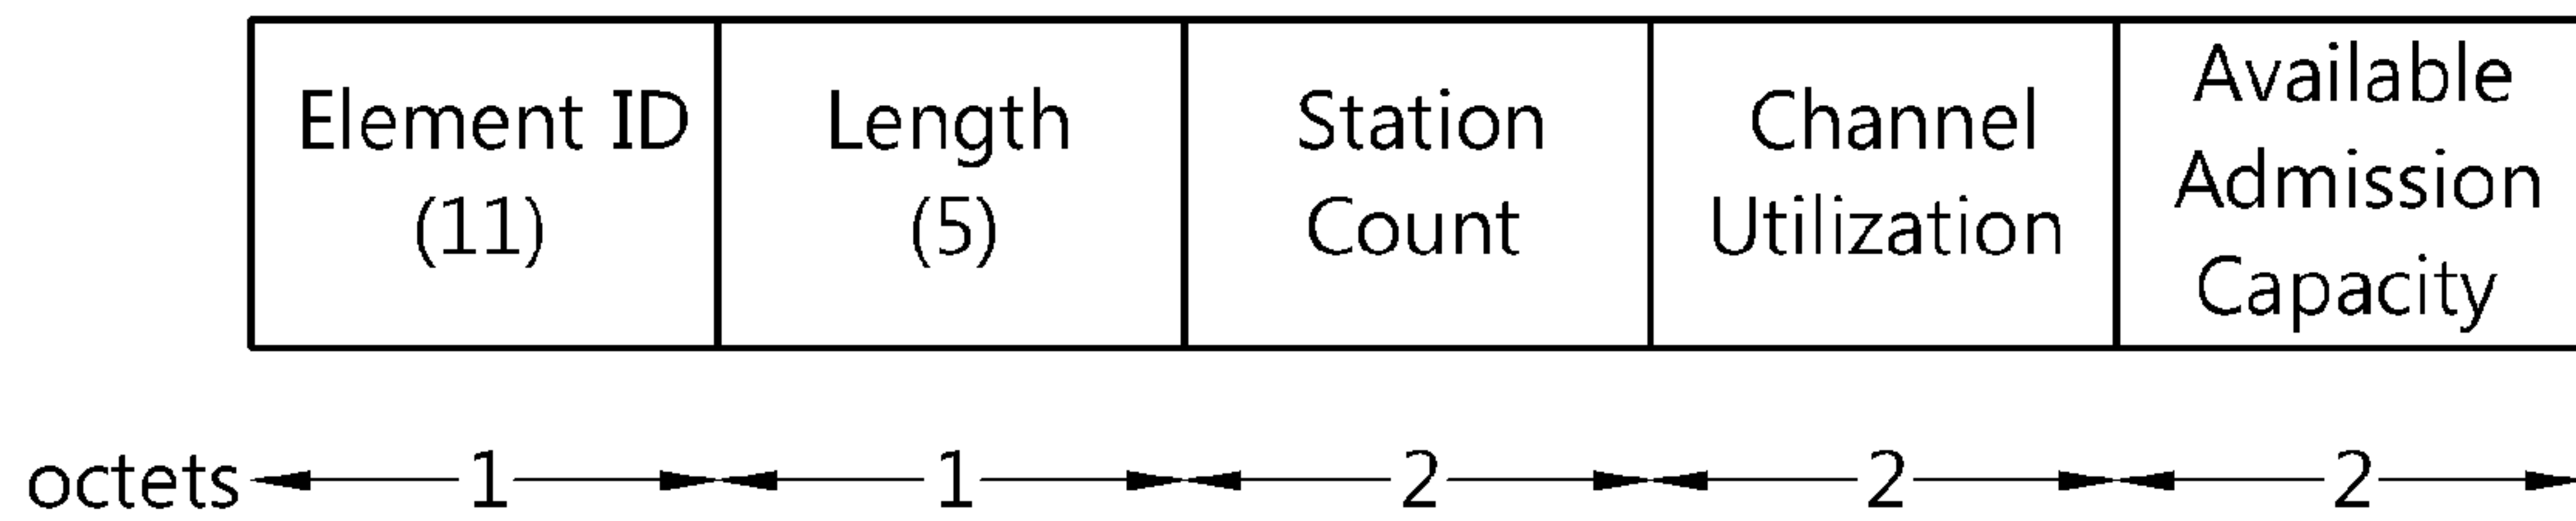 Element ID
(11)
Length
(5)
Station
Count
Channel
Utilization
Available
Admission
Capacity
octets 1 1 2 2 2